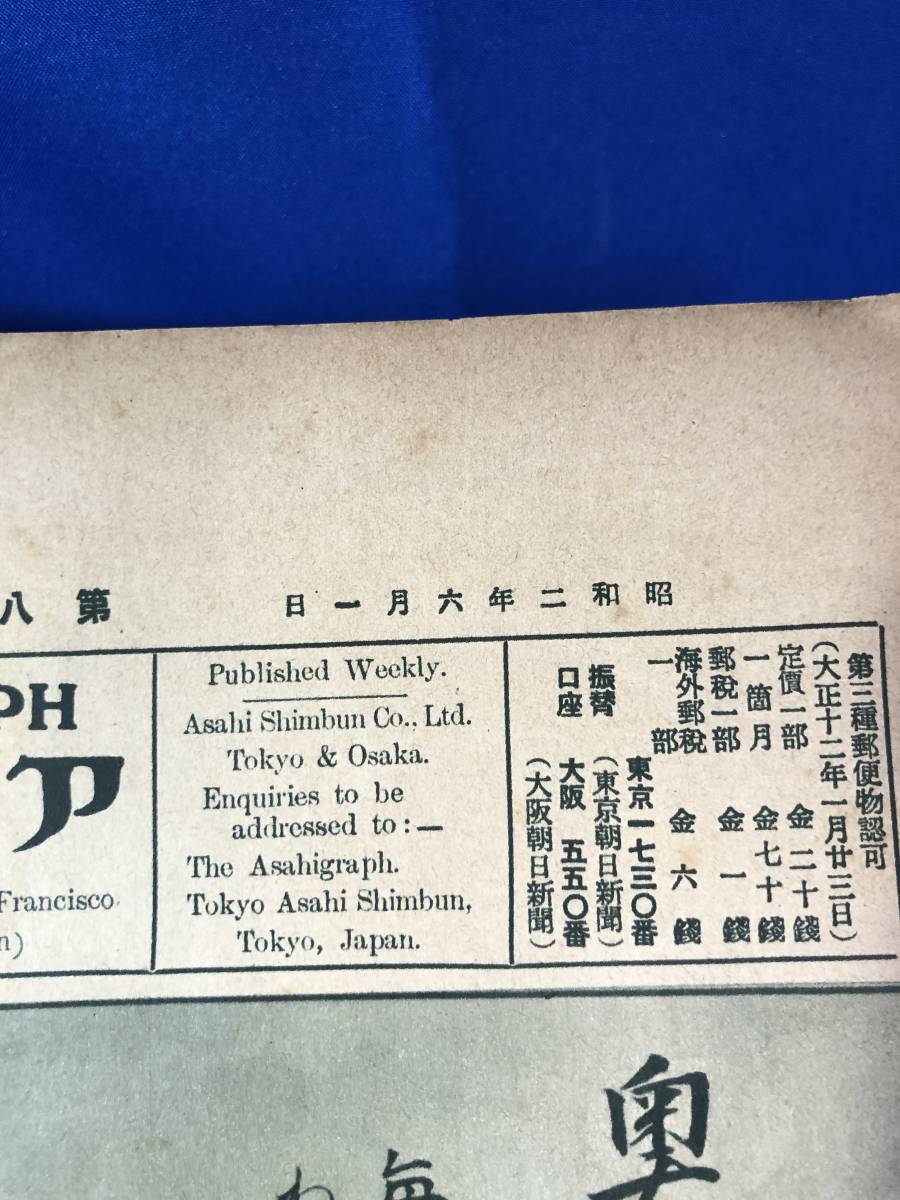 昭和二年六月一日
第八
第三種郵便物認可
(大正十二年一月廿三日)
定價一部 金二十錢
一箇月 金七十錢
郵税一部 金一錢
海外郵税一部 金六錢
振替口座
東京一七三〇番
(東京朝日新聞)
大阪 五五〇番
(大阪朝日新聞)
Published Weekly.
Asahi Shimbun Co., Ltd.
Tokyo & Osaka.
Enquiries to be
addressed to:—
The Asahigraph.
Tokyo Asahi Shimbun,
Tokyo, Japan.
PH
ア
Francisco
n)
奥
毎